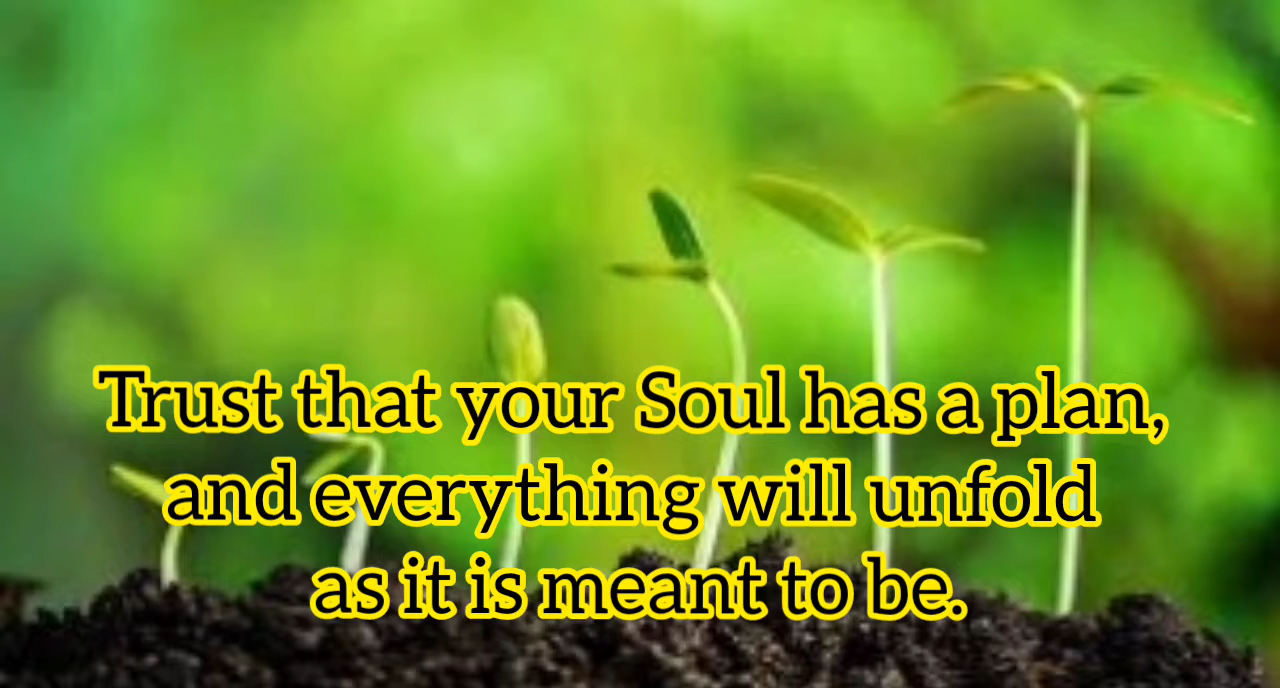 Trust that your Soul has a plan,
and everything will unfold
as it is meant to be.